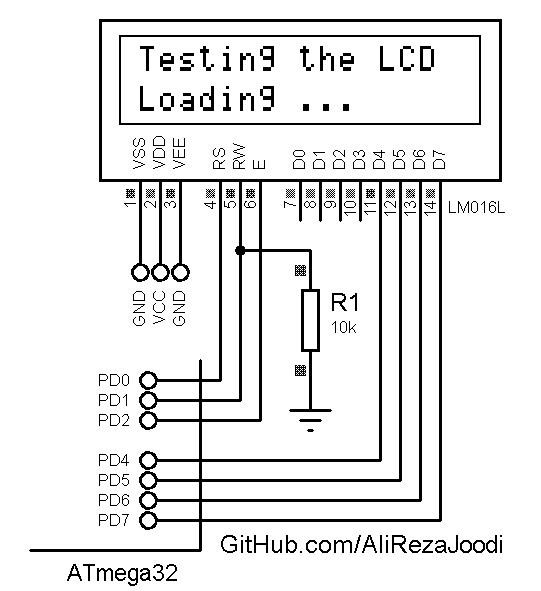 Testing the LCD
Loading ...
VSS VDD VEE RS RW E D0 D1 D2 D3 D4 D5 D6 D7
1 2 3 4 5 6 7 8 9 10 11 12 13 14 LM016L
GND VCC GND
R1
10k
PD0
PD1
PD2
PD4
PD5
PD6
PD7
GitHub.com/AliRezaJoodi
ATmega32